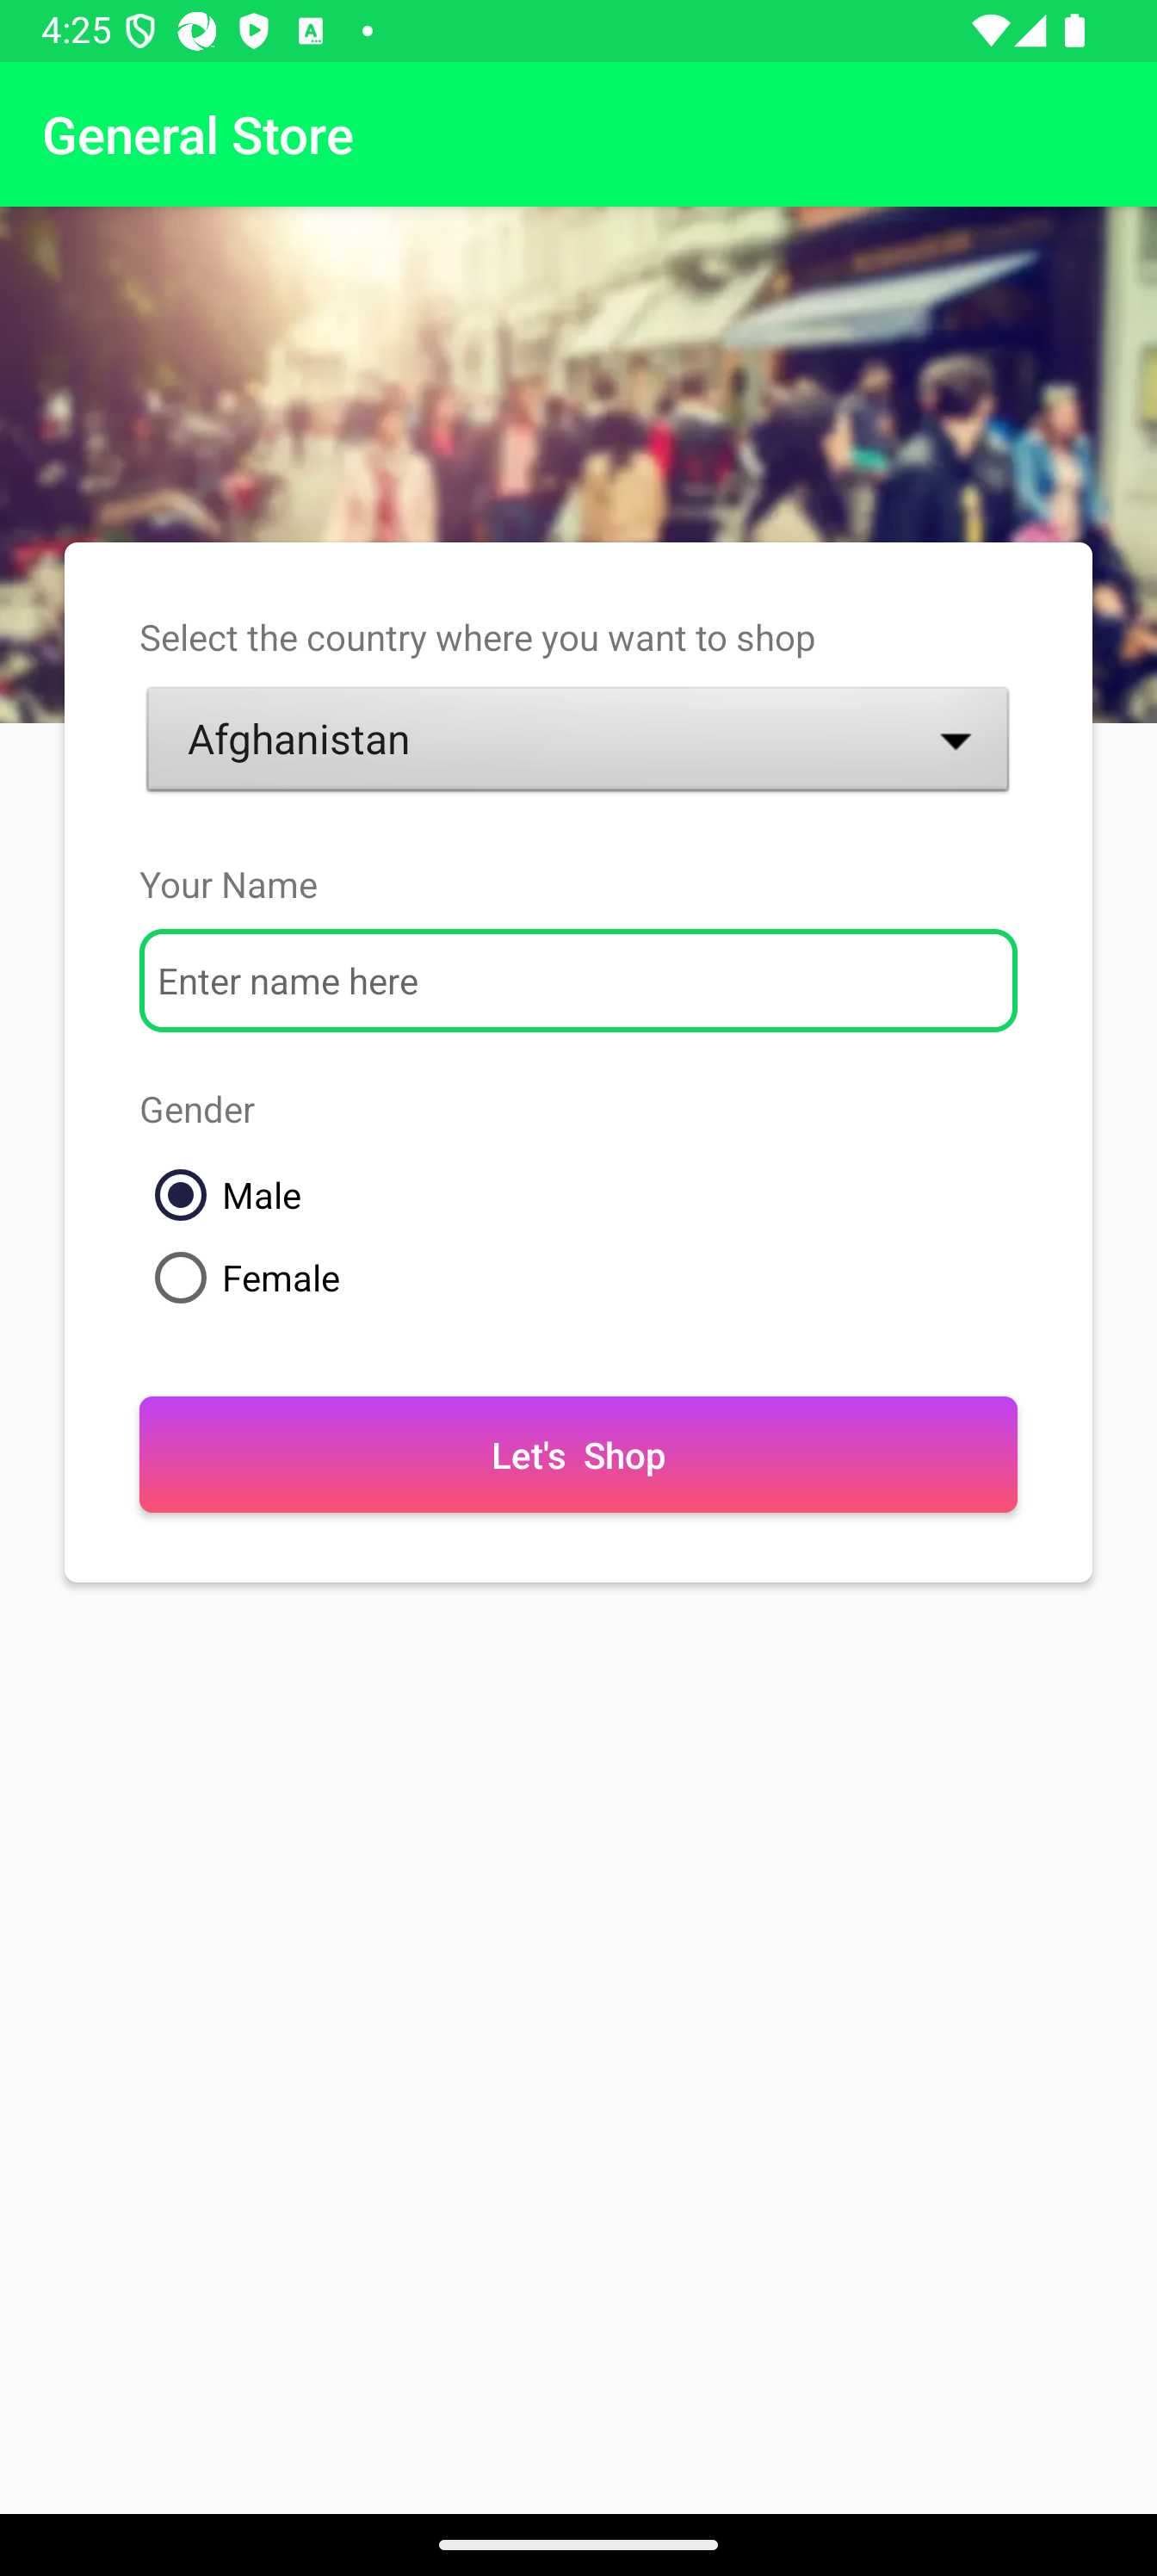 4:25
General Store
Select the country where you want to shop
Afghanistan
Your Name
Enter name here
Gender
Male
Female
Let's Shop